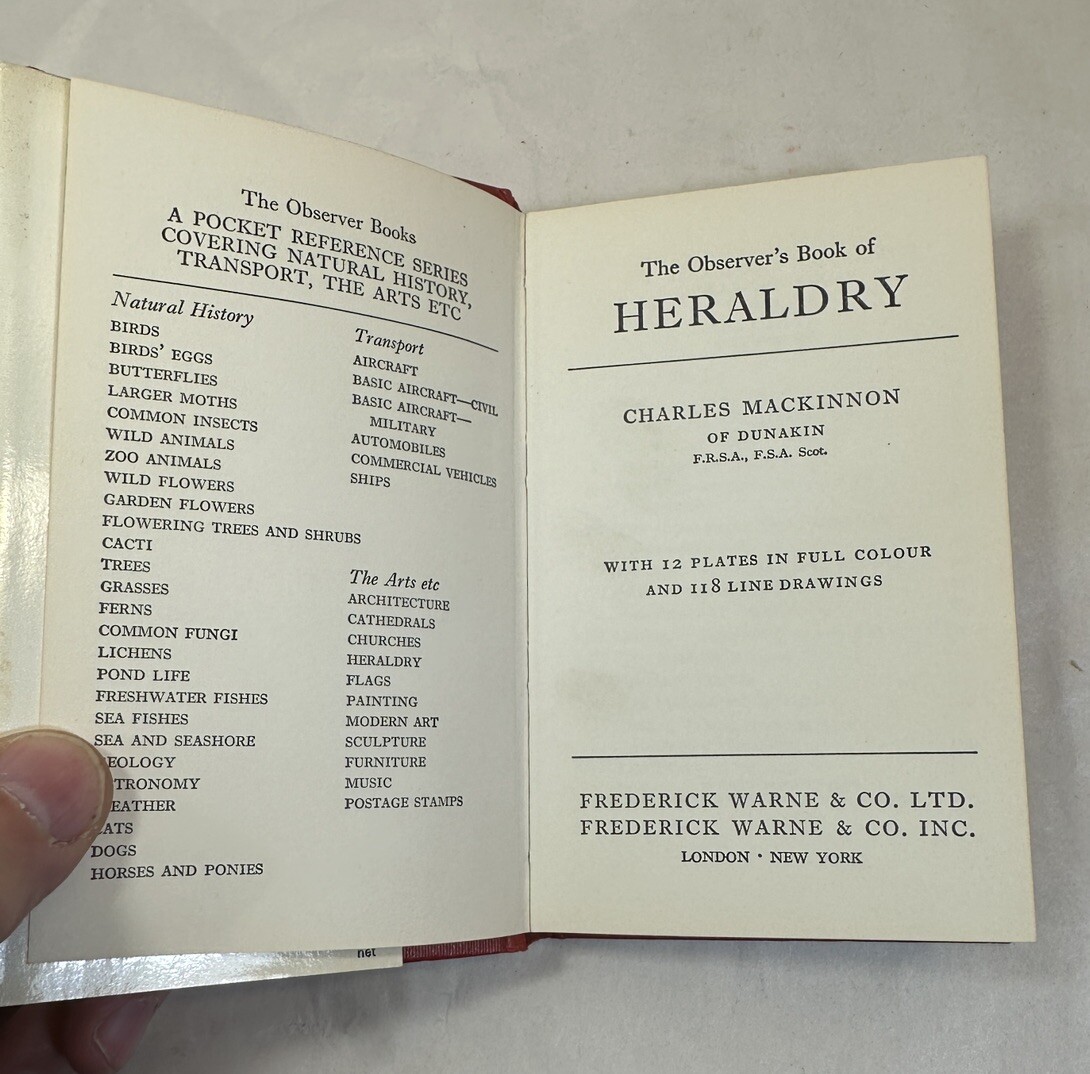 The Observer Books
A POCKET REFERENCE SERIES
COVERING NATURAL HISTORY,
TRANSPORT, THE ARTS ETC
Natural History
BIRDS
BIRDS' EGGS
BUTTERFLIES
LARGER MOTHS
COMMON INSECTS
WILD ANIMALS
ZOO ANIMALS
WILD FLOWERS
GARDEN FLOWERS
FLOWERING TREES AND SHRUBS
CACTI
TREES
GRASSES
FERNS
COMMON FUNGI
LICHENS
POND LIFE
FRESHWATER FISHES
SEA FISHES
SEA AND SEASHORE
EOLOGY
TRONOMY
EATHER
ATS
DOGS
HORSES AND PONIES
Transport
AIRCRAFT
BASIC AIRCRAFT—CIVIL
BASIC AIRCRAFT—
MILITARY
AUTOMOBILES
COMMERCIAL VEHICLES
SHIPS
The Arts etc
ARCHITECTURE
CATHEDRALS
CHURCHES
HERALDRY
FLAGS
PAINTING
MODERN ART
SCULPTURE
FURNITURE
MUSIC
POSTAGE STAMPS
net
The Observer's Book of
HERALDRY
CHARLES MACKINNON
OF DUNAKIN
F.R.S.A., F.S.A. Scot.
WITH 12 PLATES IN FULL COLOUR
AND 118 LINE DRAWINGS
FREDERICK WARNE & CO. LTD.
FREDERICK WARNE & CO. INC.
LONDON · NEW YORK